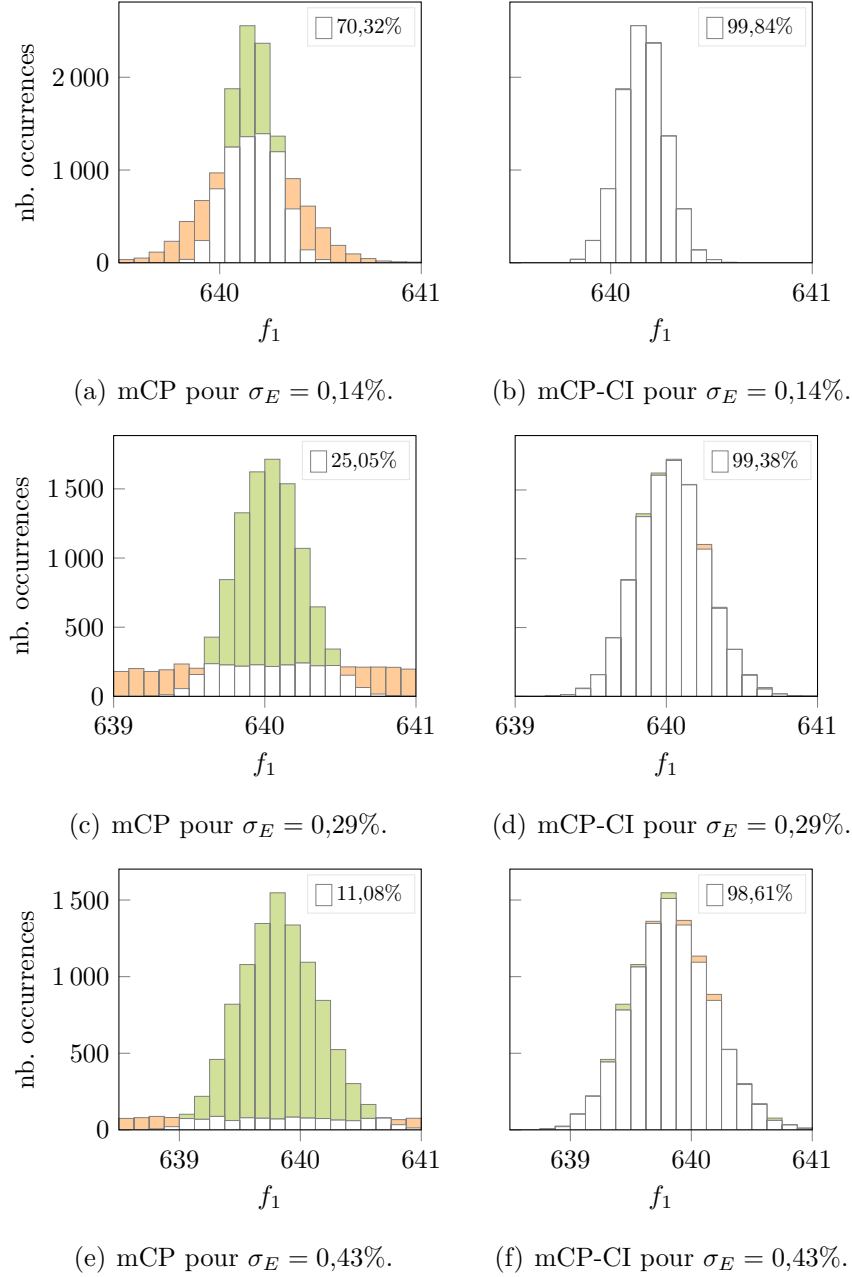 70,32%
2 000
1 000
0
nb. occurrences
640
641
f1
(a) mCP pour σE = 0,14%.
99,84%
640
641
f1
(b) mCP-CI pour σE = 0,14%.
25,05%
1 500
1 000
500
0
nb. occurrences
639
640
641
f1
(c) mCP pour σE = 0,29%.
99,38%
639
640
641
f1
(d) mCP-CI pour σE = 0,29%.
11,08%
1 500
1 000
500
0
nb. occurrences
639
640
641
f1
(e) mCP pour σE = 0,43%.
98,61%
639
640
641
f1
(f) mCP-CI pour σE = 0,43%.